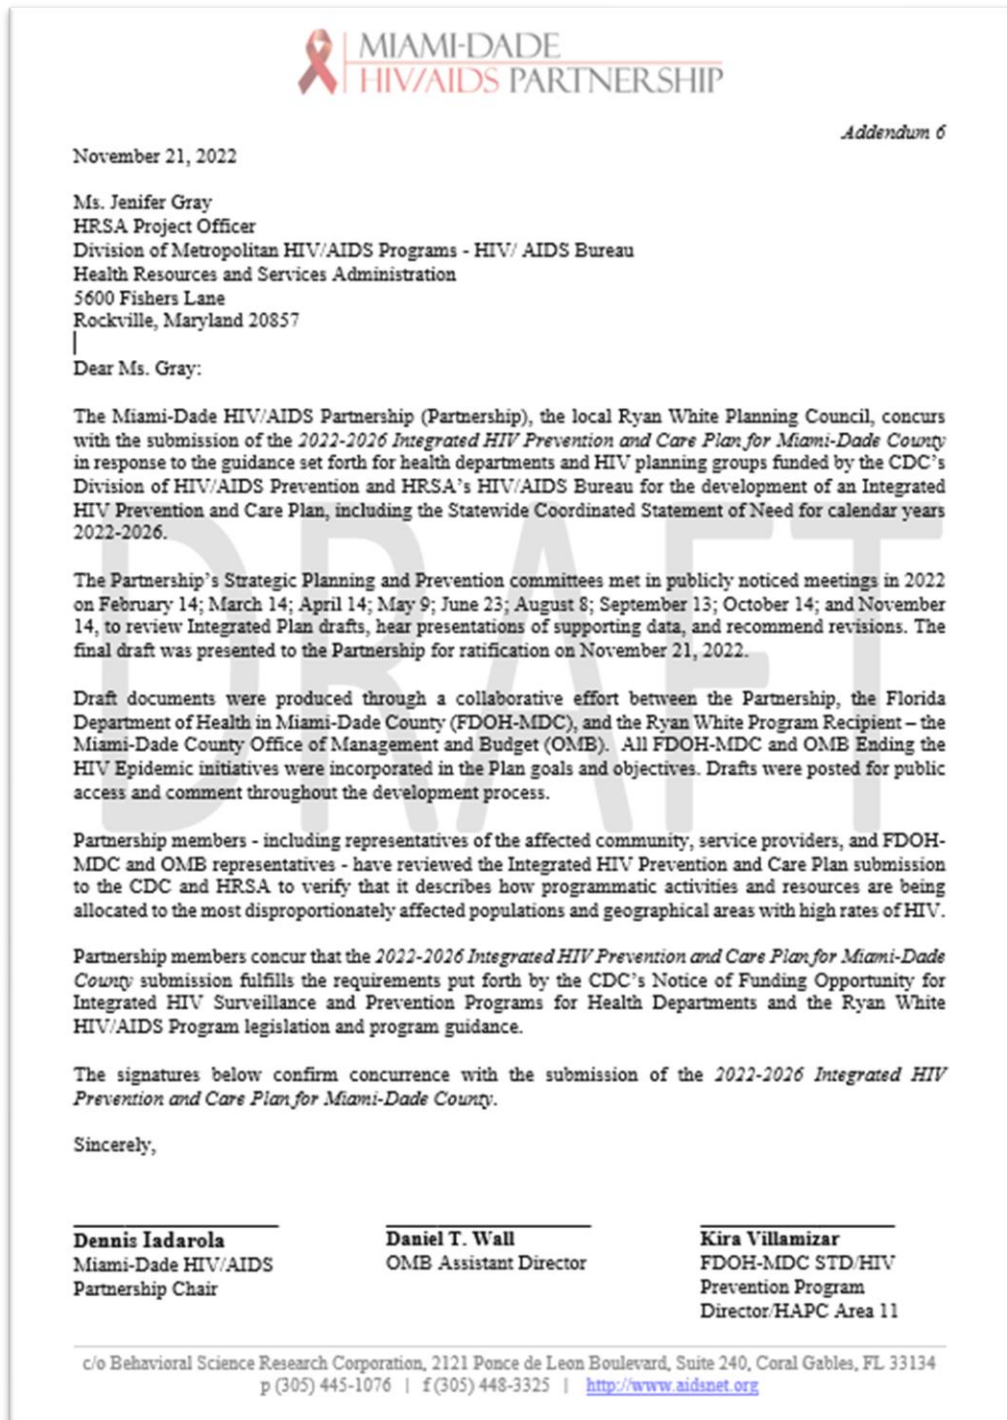 MIAMI-DADE
HIV/AIDS PARTNERSHIP
Addendum 6
November 21, 2022
Ms. Jenifer Gray
HRSA Project Officer
Division of Metropolitan HIV/AIDS Programs - HIV/ AIDS Bureau
Health Resources and Services Administration
5600 Fishers Lane
Rockville, Maryland 20857
Dear Ms. Gray:
The Miami-Dade HIV/AIDS Partnership (Partnership), the local Ryan White Planning Council, concurs
with the submission of the 2022-2026 Integrated HIV Prevention and Care Plan for Miami-Dade County
in response to the guidance set forth for health departments and HIV planning groups funded by the CDC's
Division of HIV/AIDS Prevention and HRSA's HIV/AIDS Bureau for the development of an Integrated
HIV Prevention and Care Plan, including the Statewide Coordinated Statement of Need for calendar years
2022-2026.
The Partnership's Strategic Planning and Prevention committees met in publicly noticed meetings in 2022
on February 14; March 14; April 14; May 9; June 23; August 8; September 13; October 14; and November
14, to review Integrated Plan drafts, hear presentations of supporting data, and recommend revisions. The
final draft was presented to the Partnership for ratification on November 21, 2022.
DRAFT
Draft documents were produced through a collaborative effort between the Partnership, the Florida
Department of Health in Miami-Dade County (FDOH-MDC), and the Ryan White Program Recipient – the
Miami-Dade County Office of Management and Budget (OMB). All FDOH-MDC and OMB Ending the
HIV Epidemic initiatives were incorporated in the Plan goals and objectives. Drafts were posted for public
access and comment throughout the development process.
Partnership members - including representatives of the affected community, service providers, and FDOH-
MDC and OMB representatives - have reviewed the Integrated HIV Prevention and Care Plan submission
to the CDC and HRSA to verify that it describes how programmatic activities and resources are being
allocated to the most disproportionately affected populations and geographical areas with high rates of HIV.
Partnership members concur that the 2022-2026 Integrated HIV Prevention and Care Plan for Miami-Dade
County submission fulfills the requirements put forth by the CDC's Notice of Funding Opportunity for
Integrated HIV Surveillance and Prevention Programs for Health Departments and the Ryan White
HIV/AIDS Program legislation and program guidance.
The signatures below confirm concurrence with the submission of the 2022-2026 Integrated HIV
Prevention and Care Plan for Miami-Dade County.
Sincerely,
Dennis Iadarola
Miami-Dade HIV/AIDS
Partnership Chair
Daniel T. Wall
OMB Assistant Director
Kira Villamizar
FDOH-MDC STD/HIV
Prevention Program
Director/HAPC Area 11
c/o Behavioral Science Research Corporation, 2121 Ponce de Leon Boulevard, Suite 240, Coral Gables, FL 33134
p (305) 445-1076 | f (305) 448-3325 | http://www.aidsnet.org